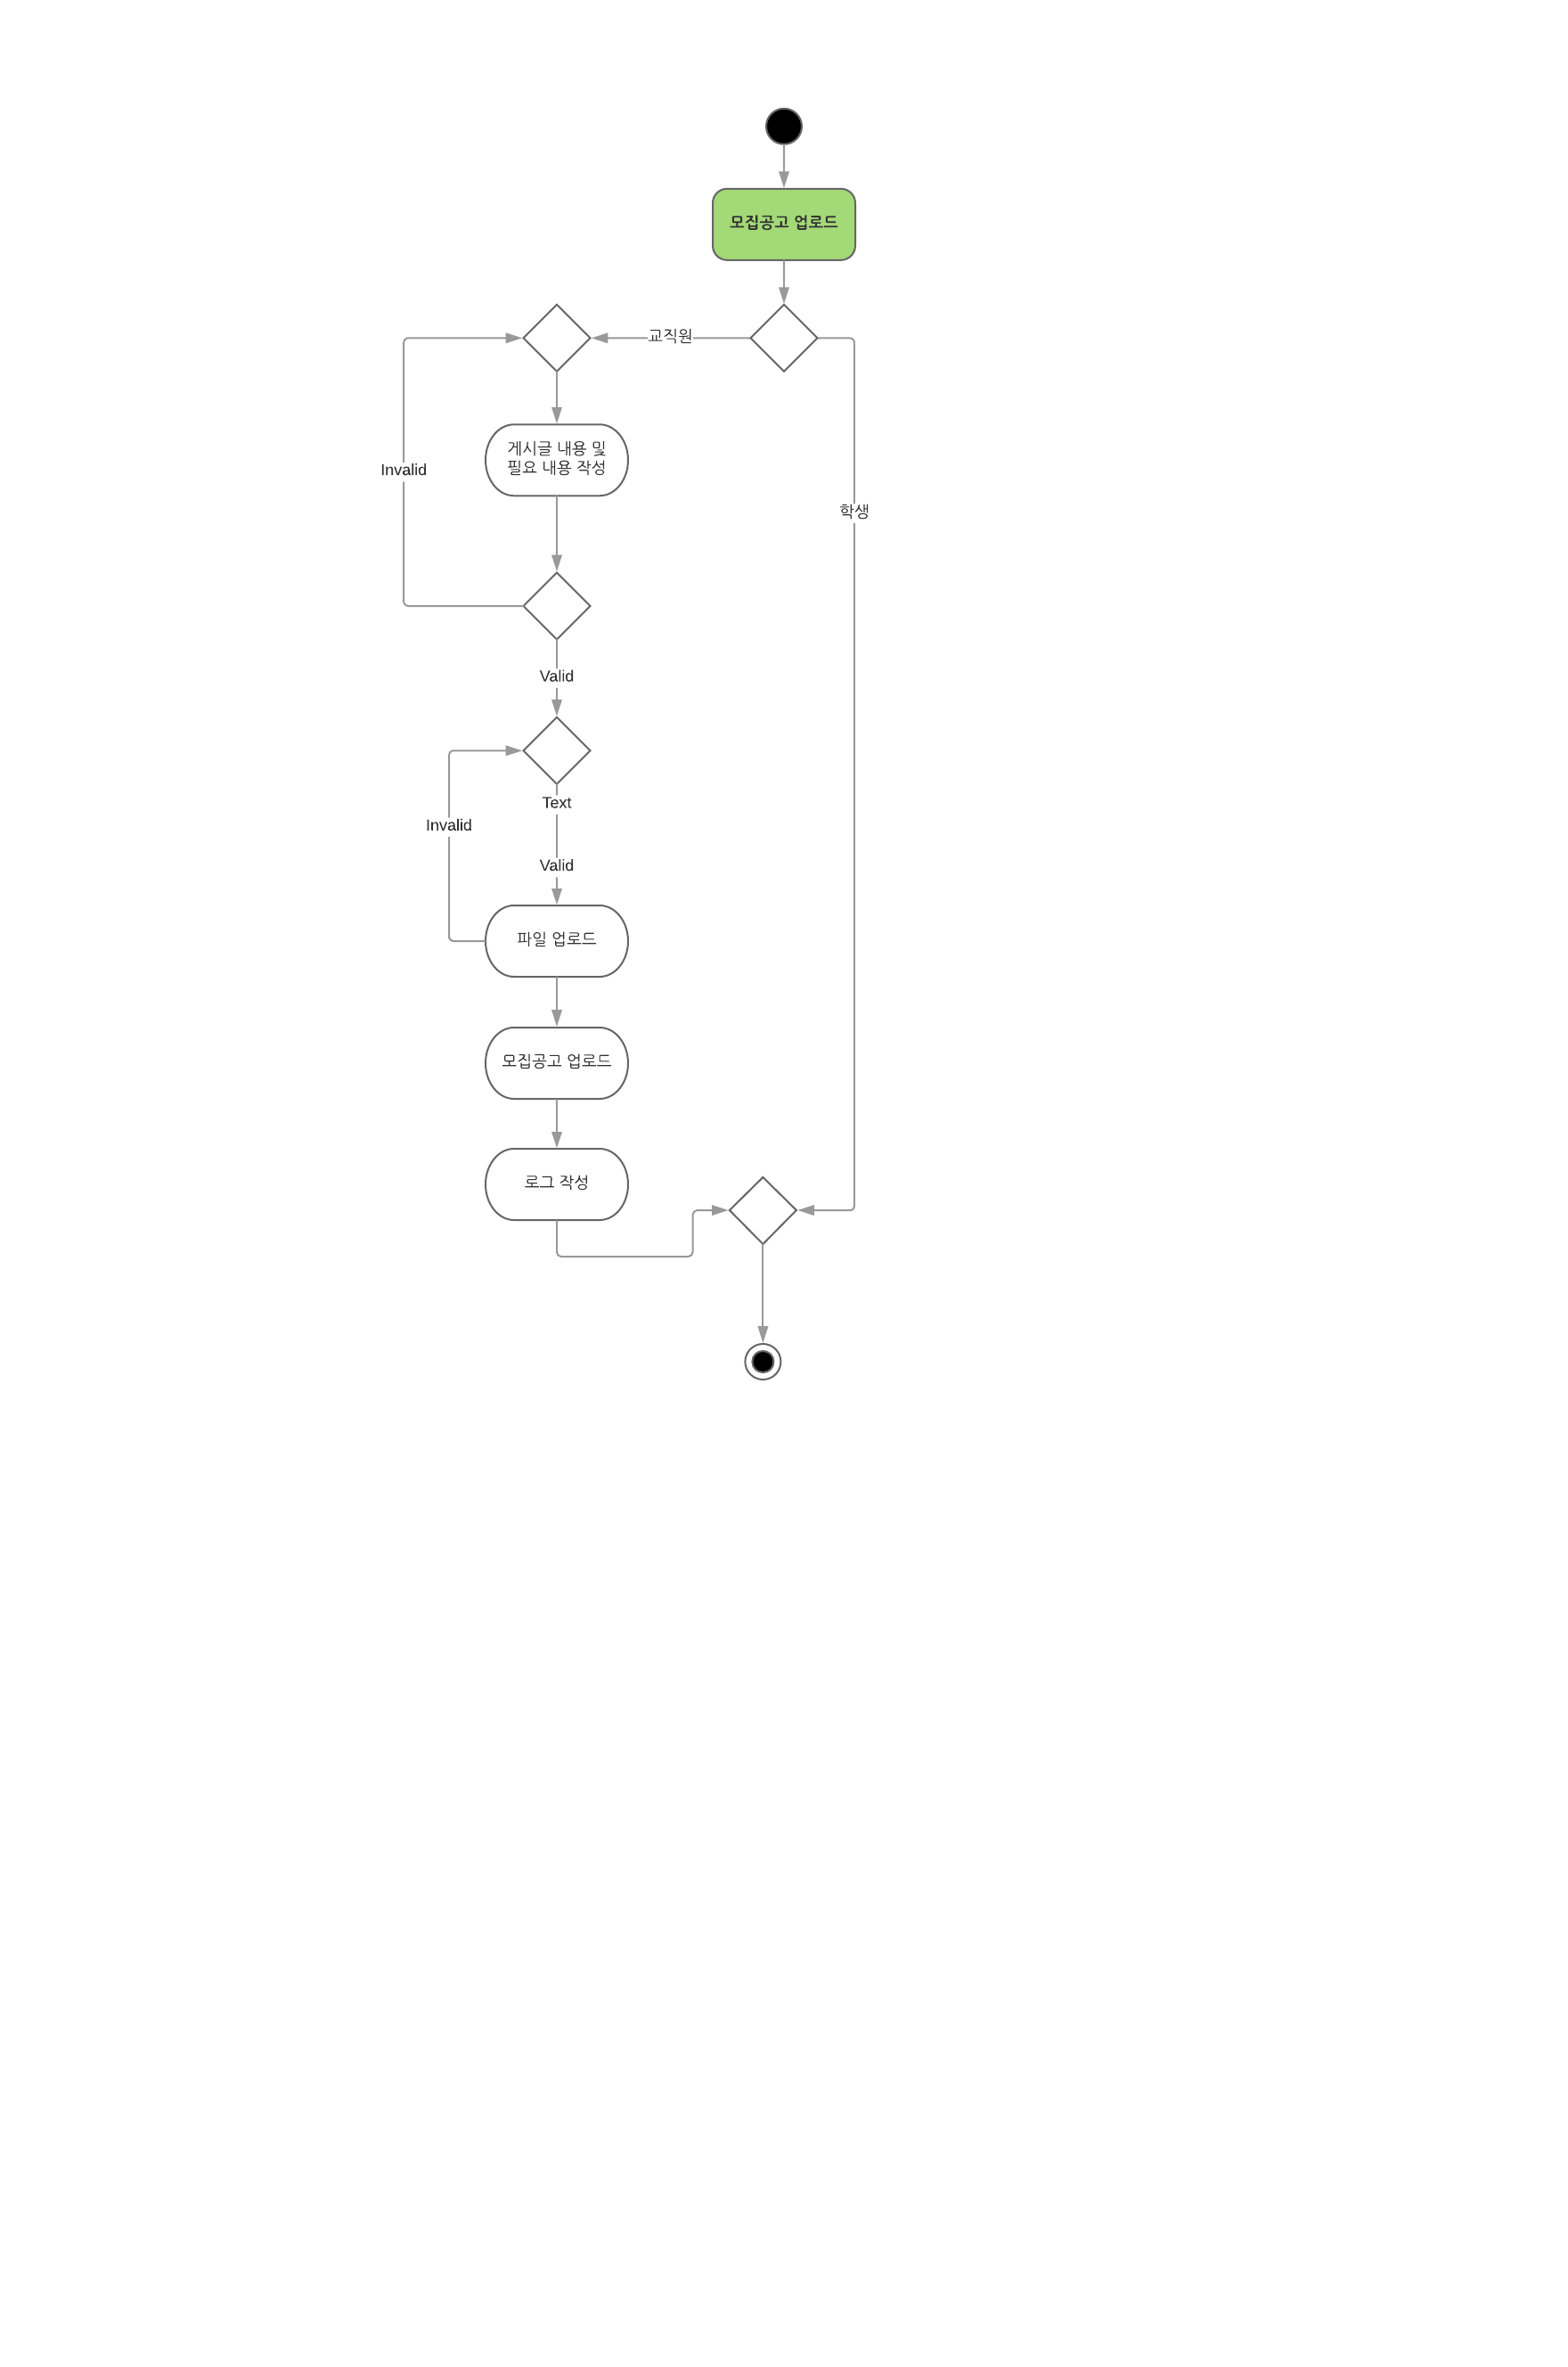 모집공고 업로드
교직원
게시글 내용 및
필요 내용 작성
Invalid
학생
Valid
Text
Invalid
Valid
파일 업로드
모집공고 업로드
로그 작성